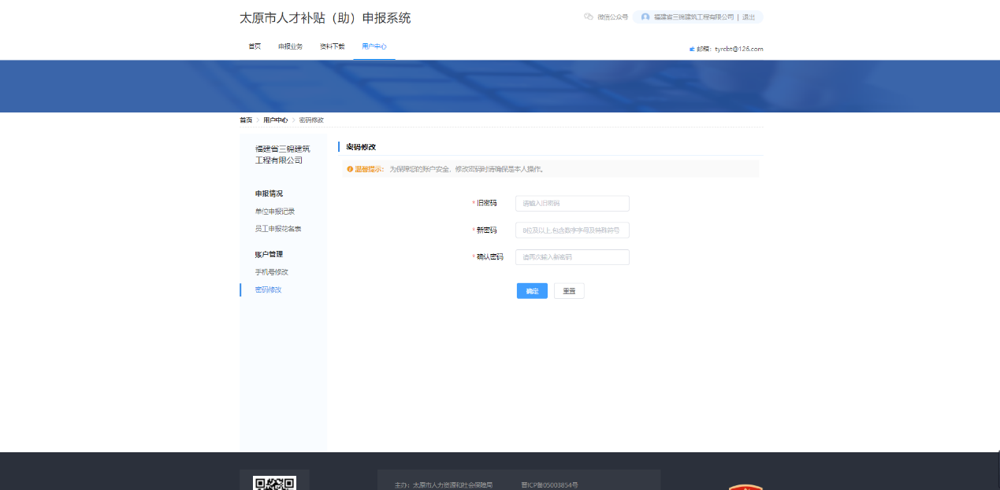 太原市人才补贴（助）申报系统
微信公众号 福建省三锦建筑工程有限公司 | 退出
首页 申报业务 资料下载 用户中心
邮箱：tyrcbt@126.com
首页 > 用户中心 > 密码修改
福建省三锦建筑
工程有限公司
密码修改
温馨提示： 为保障您的账户安全，修改密码时请确保是本人操作。
申报情况
单位申报记录
员工申报花名表
账户管理
手机号修改
密码修改
* 旧密码 请输入旧密码
* 新密码 8位及以上,包含数字字母及特殊符号
* 确认密码 请再次输入新密码
确定 重置
主办：太原市人力资源和社会保障局 晋ICP备05003854号